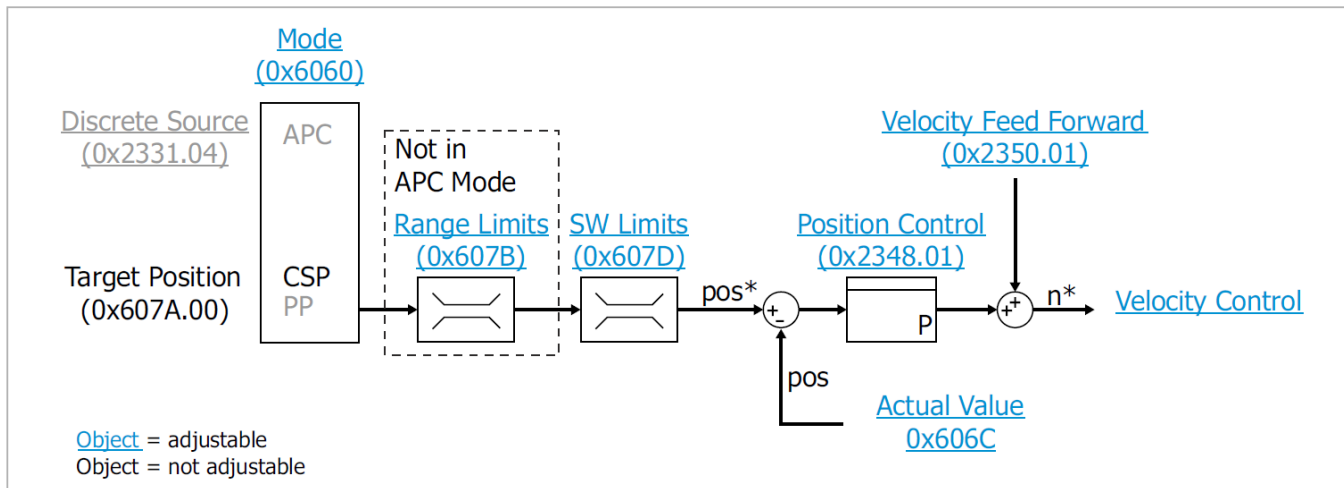 Mode
(0x6060)
Discrete Source
(0x2331.04)
APC
Not in
APC Mode
Velocity Feed Forward
(0x2350.01)
Range Limits
(0x607B)
SW Limits
(0x607D)
Position Control
(0x2348.01)
Target Position
(0x607A.00)
CSP
PP
pos*
+
-
P
+
+
n*
Velocity Control
pos
Actual Value
0x606C
Object = adjustable
Object = not adjustable